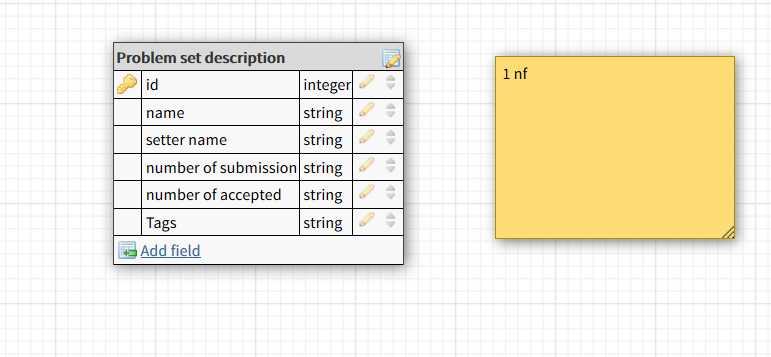 Problem set description
id integer
name string
setter name string
number of submission string
number of accepted string
Tags string
Add field
1 nf